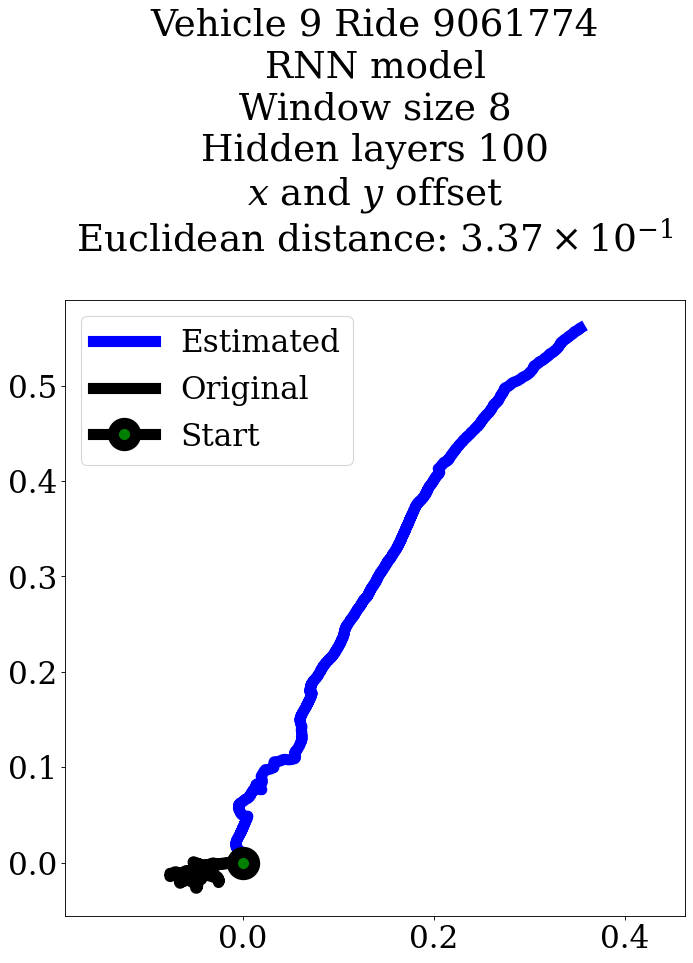 Vehicle 9 Ride 9061774
RNN model
Window size 8
Hidden layers 100
x and y offset
Euclidean distance: 3.37 × 10⁻¹
Estimated
Original
Start
0.5
0.4
0.3
0.2
0.1
0.0
0.0 0.2 0.4